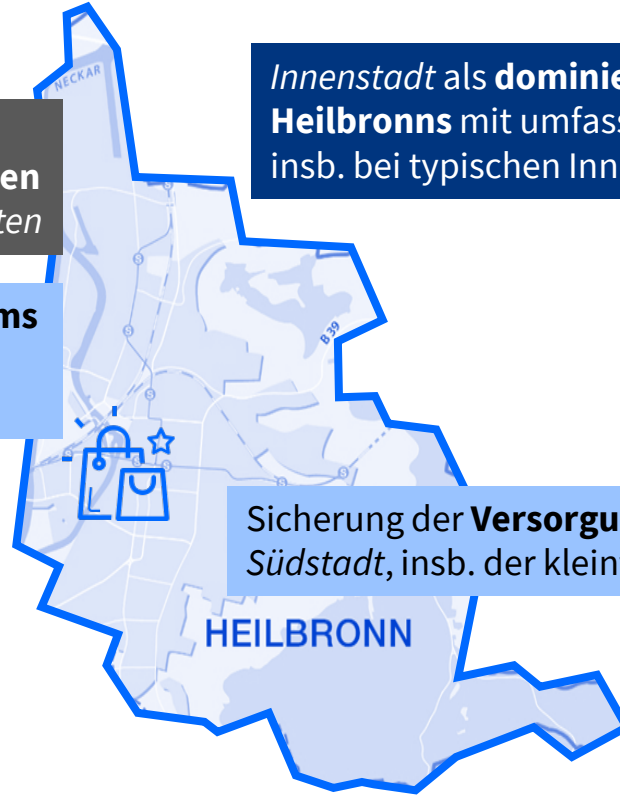 NECKAR
Innenstadt als dominie
Heilbronns mit umfass
insb. bei typischen Inn
en
ten
ms
B 39
S
S
S
S
S
S
Sicherung der Versorgu
Südstadt, insb. der klein
HEILBRONN